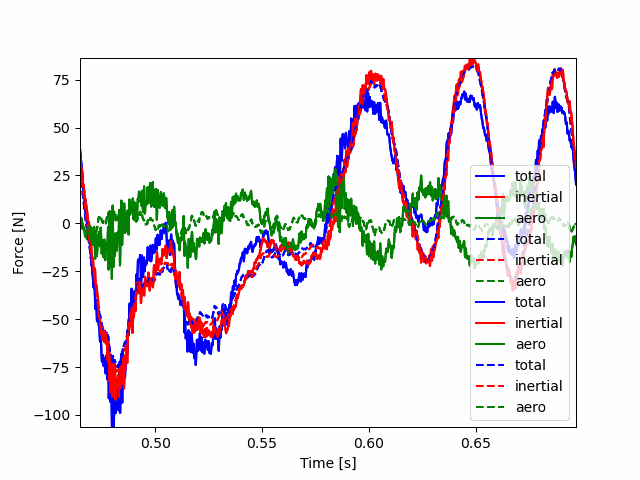 75
50
25
0
−25
−50
−75
−100
Force [N]
0.50
0.55
0.60
0.65
Time [s]
total
inertial
aero
total
inertial
aero
total
inertial
aero
total
inertial
aero